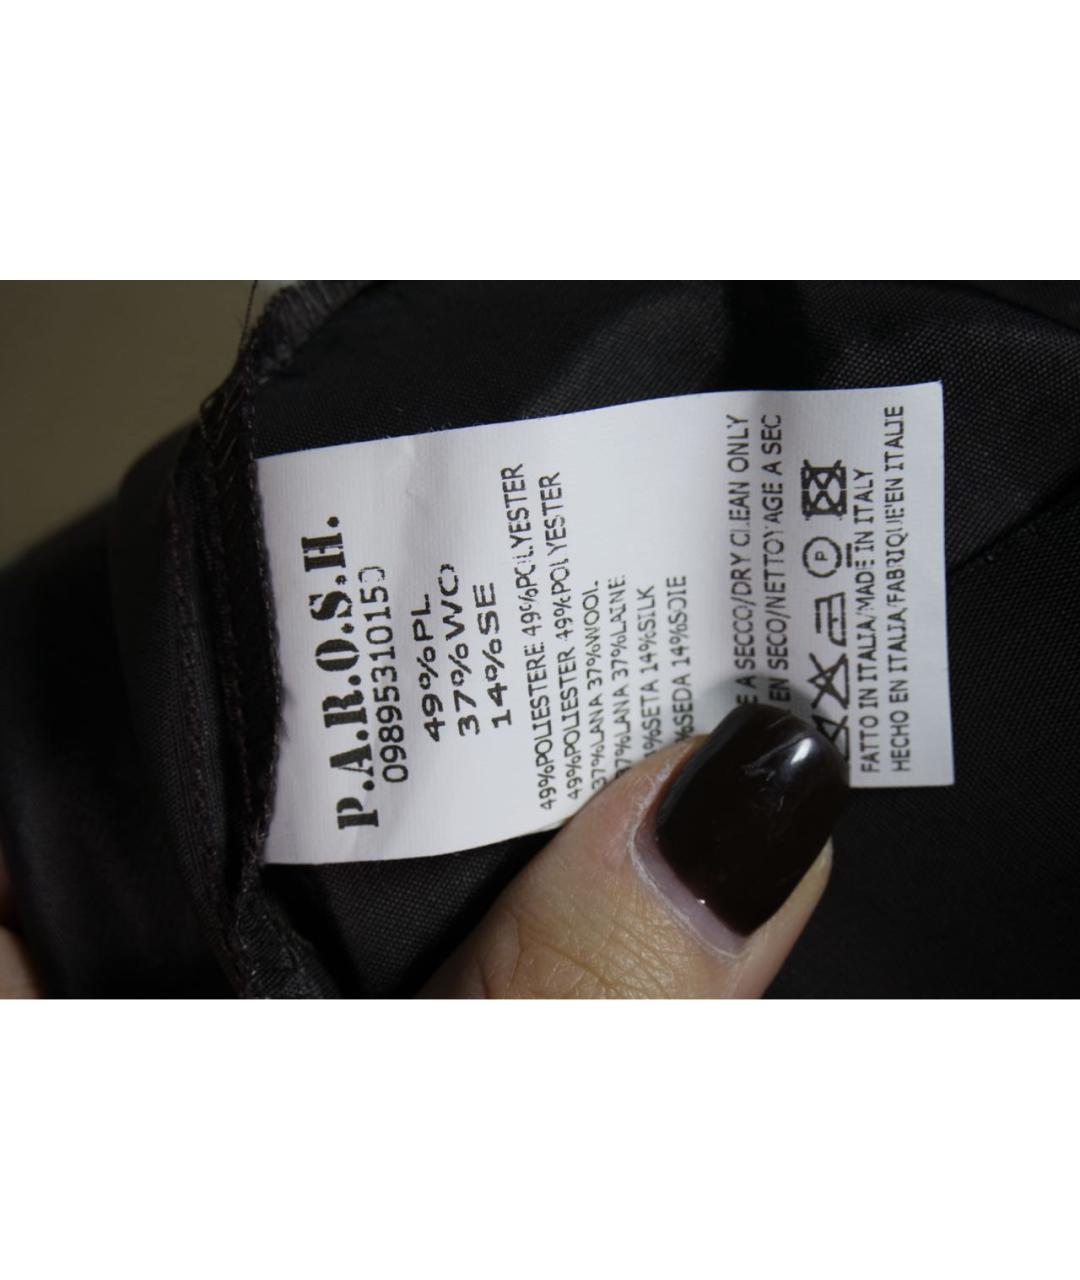 P.A.R.O.S.H.
09895310150
49%PL
37%WO
14%SE
49%POLIESTERE 49%POLYESTER
49%POLIESTER 49%POLYESTER
37%LANA 37%WOOL
37%LANA 37%LAINE
%SETA 14%SILK
%SEDA 14%SOIE
A SECCO/DRY CLEAN ONLY
EN SECO/NETTOYAGE A SEC
P
FATTO IN ITALIA/MADE IN ITALY
HECHO EN ITALIA/FABRIQUE'EN ITALIE